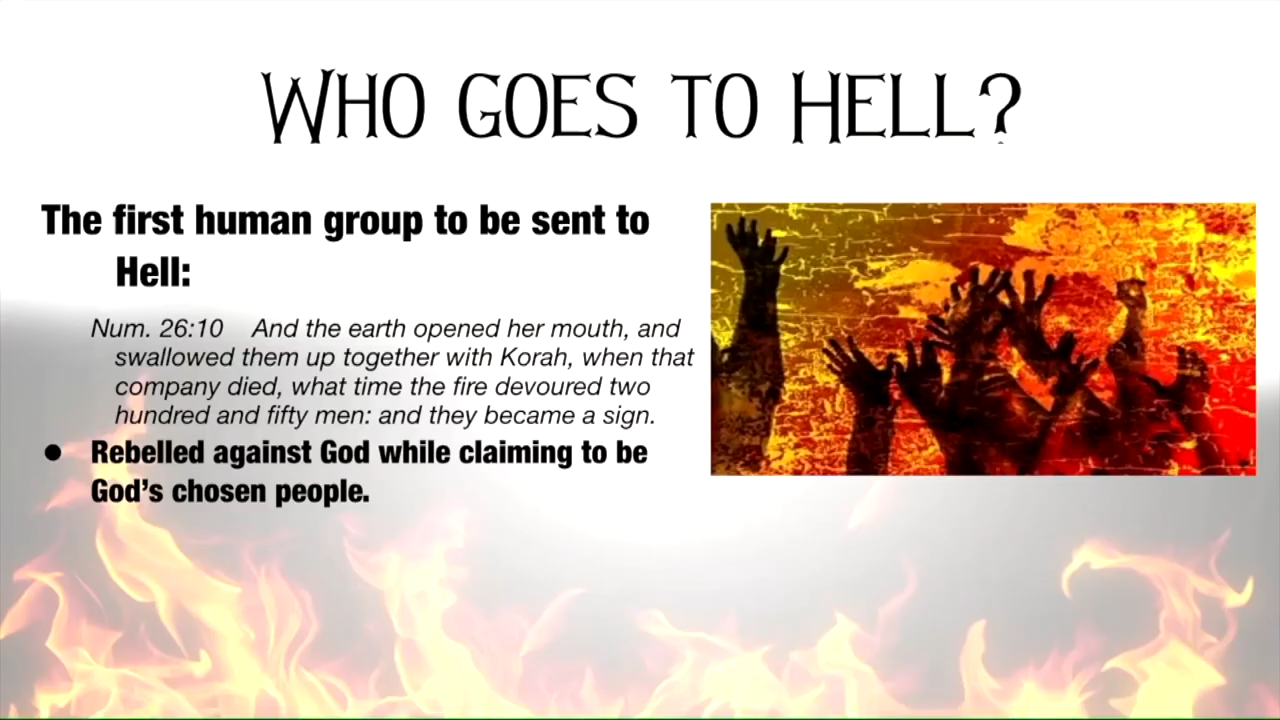 WHO GOES TO HELL?
The first human group to be sent to
Hell:
Num. 26:10 And the earth opened her mouth, and
swallowed them up together with Korah, when that
company died, what time the fire devoured two
hundred and fifty men: and they became a sign.
● Rebelled against God while claiming to be
God’s chosen people.